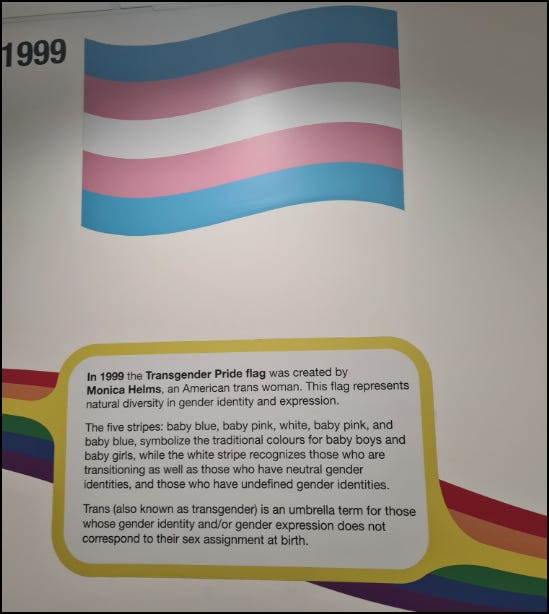 1999
In 1999 the Transgender Pride flag was created by
Monica Helms, an American trans woman. This flag represents
natural diversity in gender identity and expression.
The five stripes: baby blue, baby pink, white, baby pink, and
baby blue, symbolize the traditional colours for baby boys and
baby girls, while the white stripe recognizes those who are
transitioning as well as those who have neutral gender
identities, and those who have undefined gender identities.
Trans (also known as transgender) is an umbrella term for those
whose gender identity and/or gender expression does not
correspond to their sex assignment at birth.